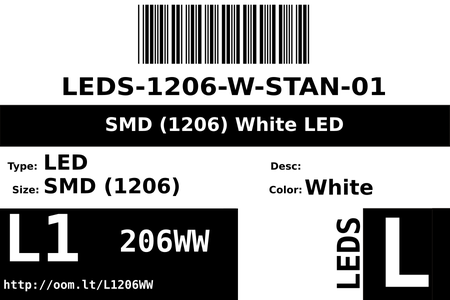 LEDS-1206-W-STAN-01
SMD (1206) White LED
Type: LED
Desc:
Size: SMD (1206)
Color: White
L1 206WW
http://oom.lt/L1206WW
LEDS
L